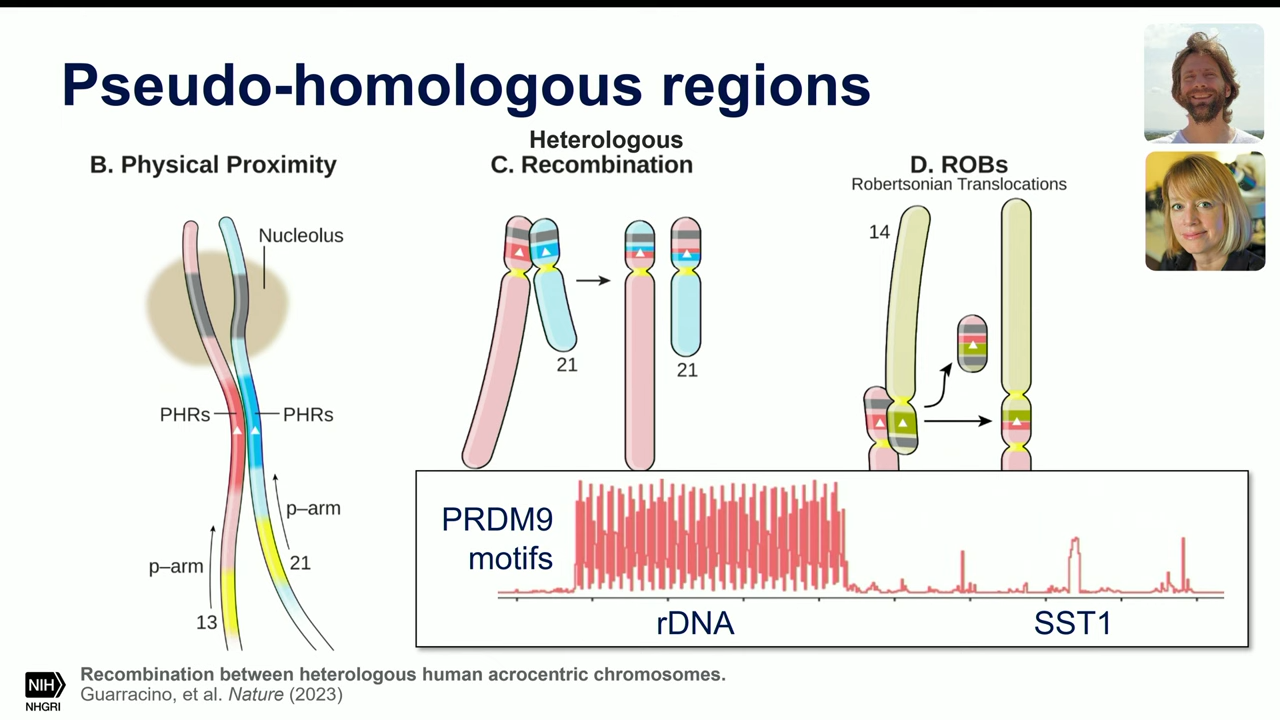 Pseudo-homologous regions
B. Physical Proximity
Nucleolus
PHRs
PHRs
p–arm
p–arm
21
13
Heterologous
C. Recombination
21
21
D. ROBs
Robertsonian Translocations
14
PRDM9
motifs
rDNA
SST1
NIH
NHGRI
Recombination between heterologous human acrocentric chromosomes.
Guarracino, et al. Nature (2023)